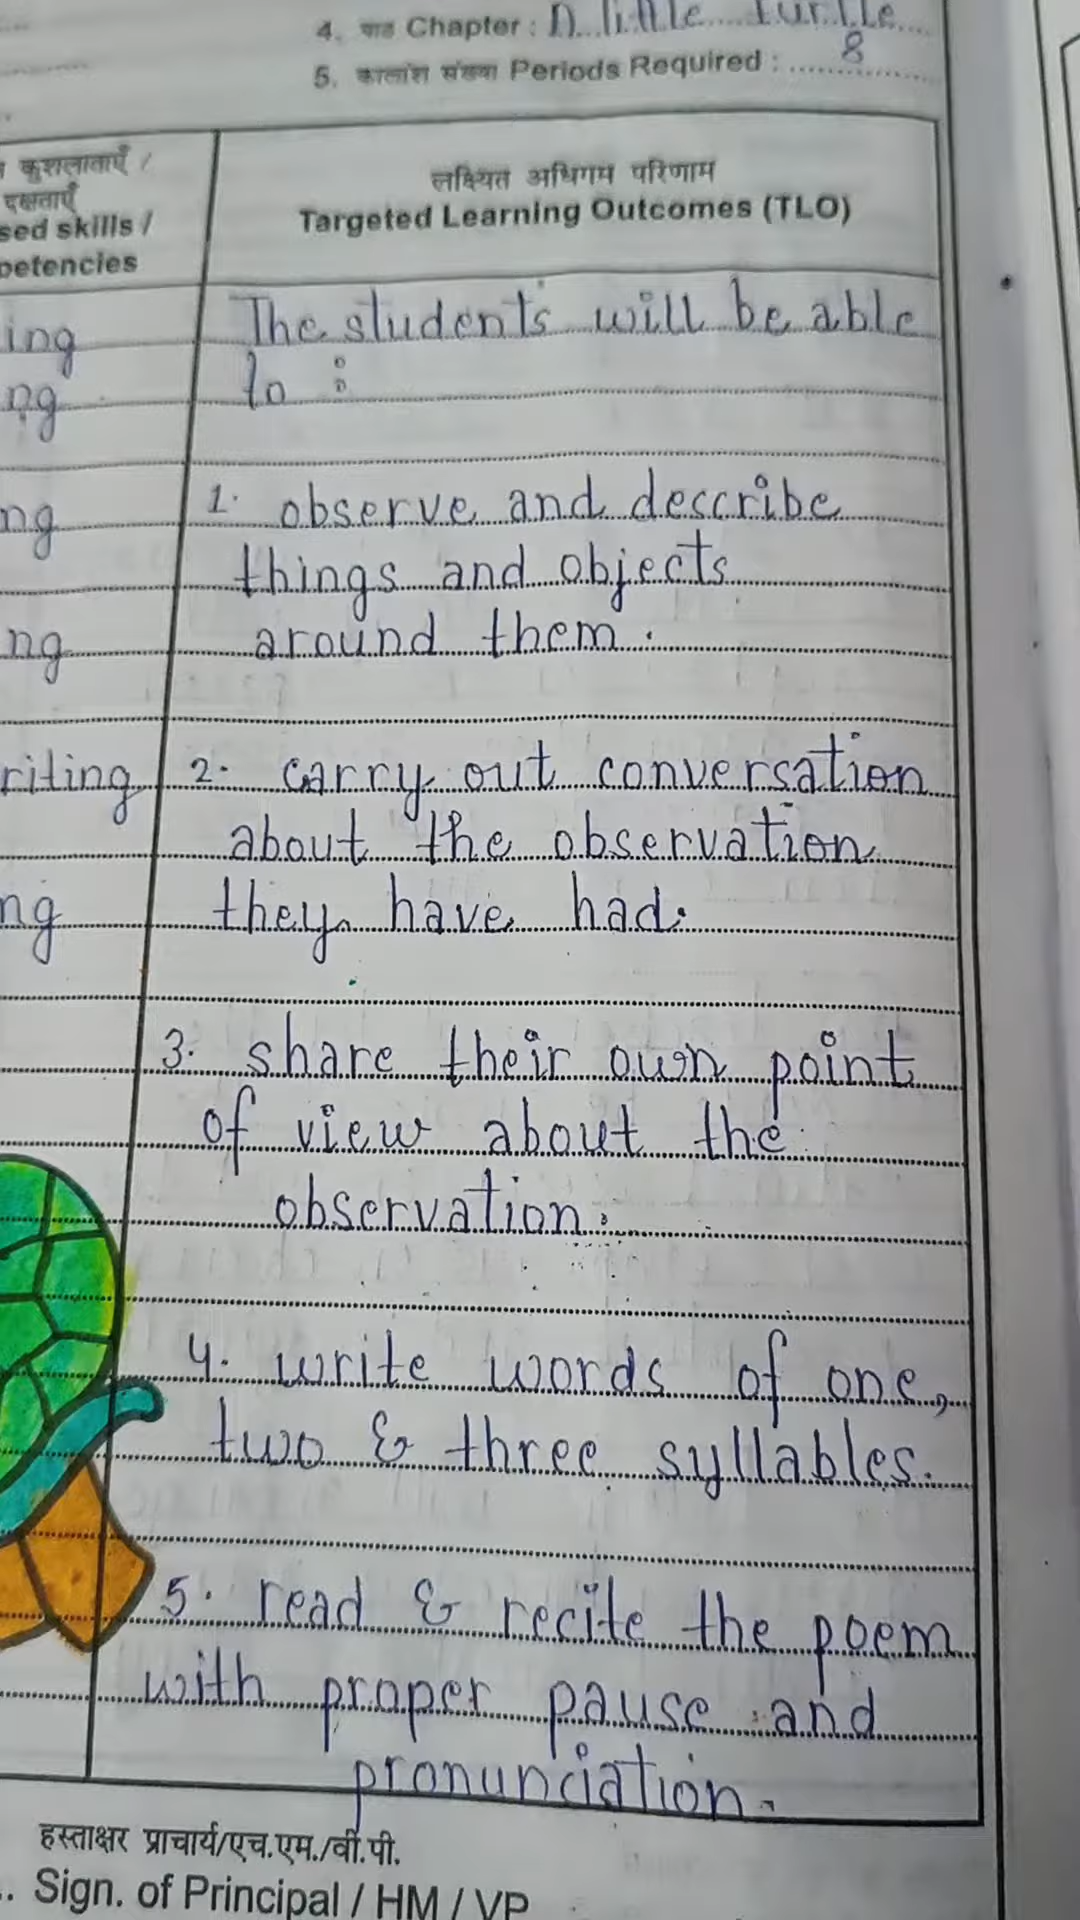 4. पाठ Chapter : A little turtle
5. कालांश संख्या Periods Required : 8
कुशलाताएँ /
दक्षताएँ
sed skills /
petencies
लक्ष्यित अधिगम परिणाम
Targeted Learning Outcomes (TLO)
ing
ng
ng
ng
riting
ng
The students will be able
to :
1. observe and describe
things and objects
around them.
2. carry out conversation
about the observation
they have had.
3. share their own point
of view about the
observation.
4. write words of one,
two & three syllables.
5. read & recite the poem
with proper pause and
pronunciation.
हस्ताक्षर प्राचार्य/एच.एम./वी.पी.
Sign. of Principal / HM / VP